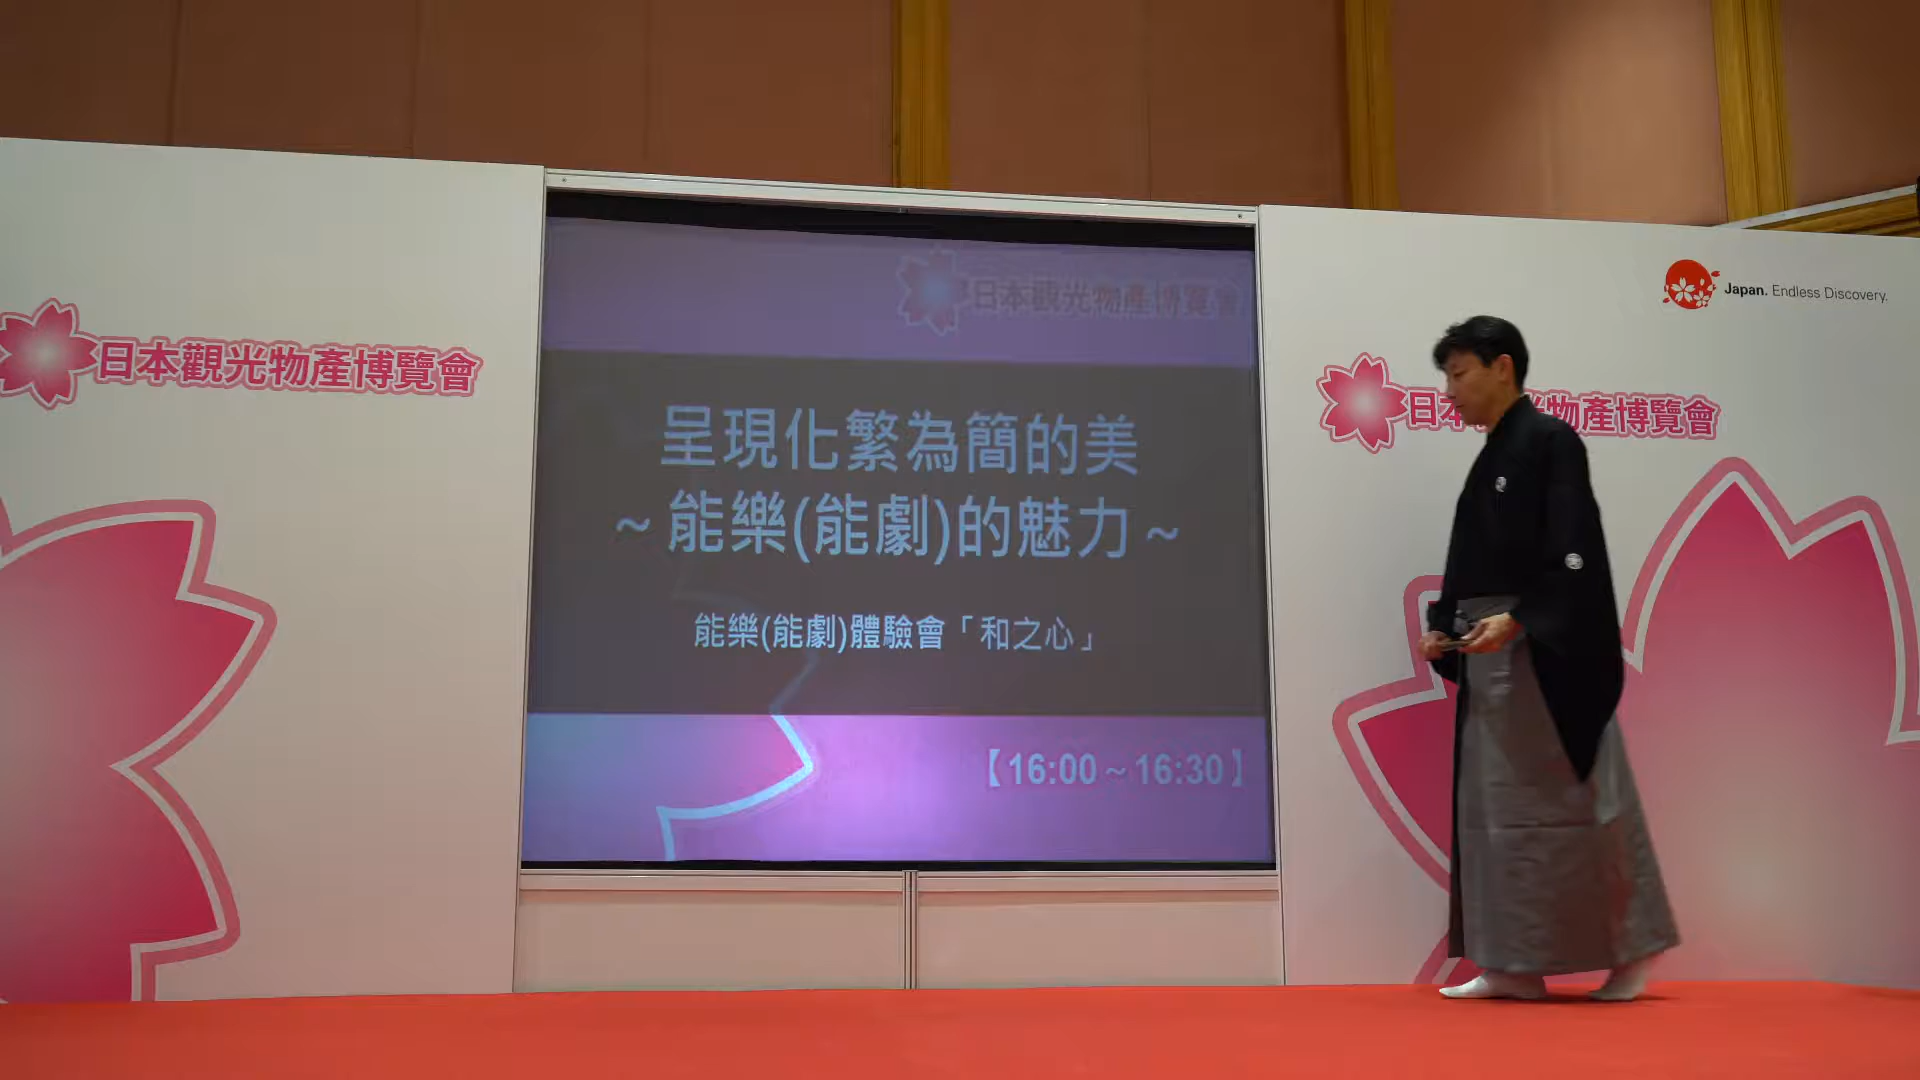 日本觀光物產博覽會
日本觀光物產博覽會
呈現化繁為簡的美
~能樂(能劇)的魅力~
能樂(能劇)體驗會「和之心」
【16:00~16:30】
Japan. Endless Discovery.
日本 物產博覽會